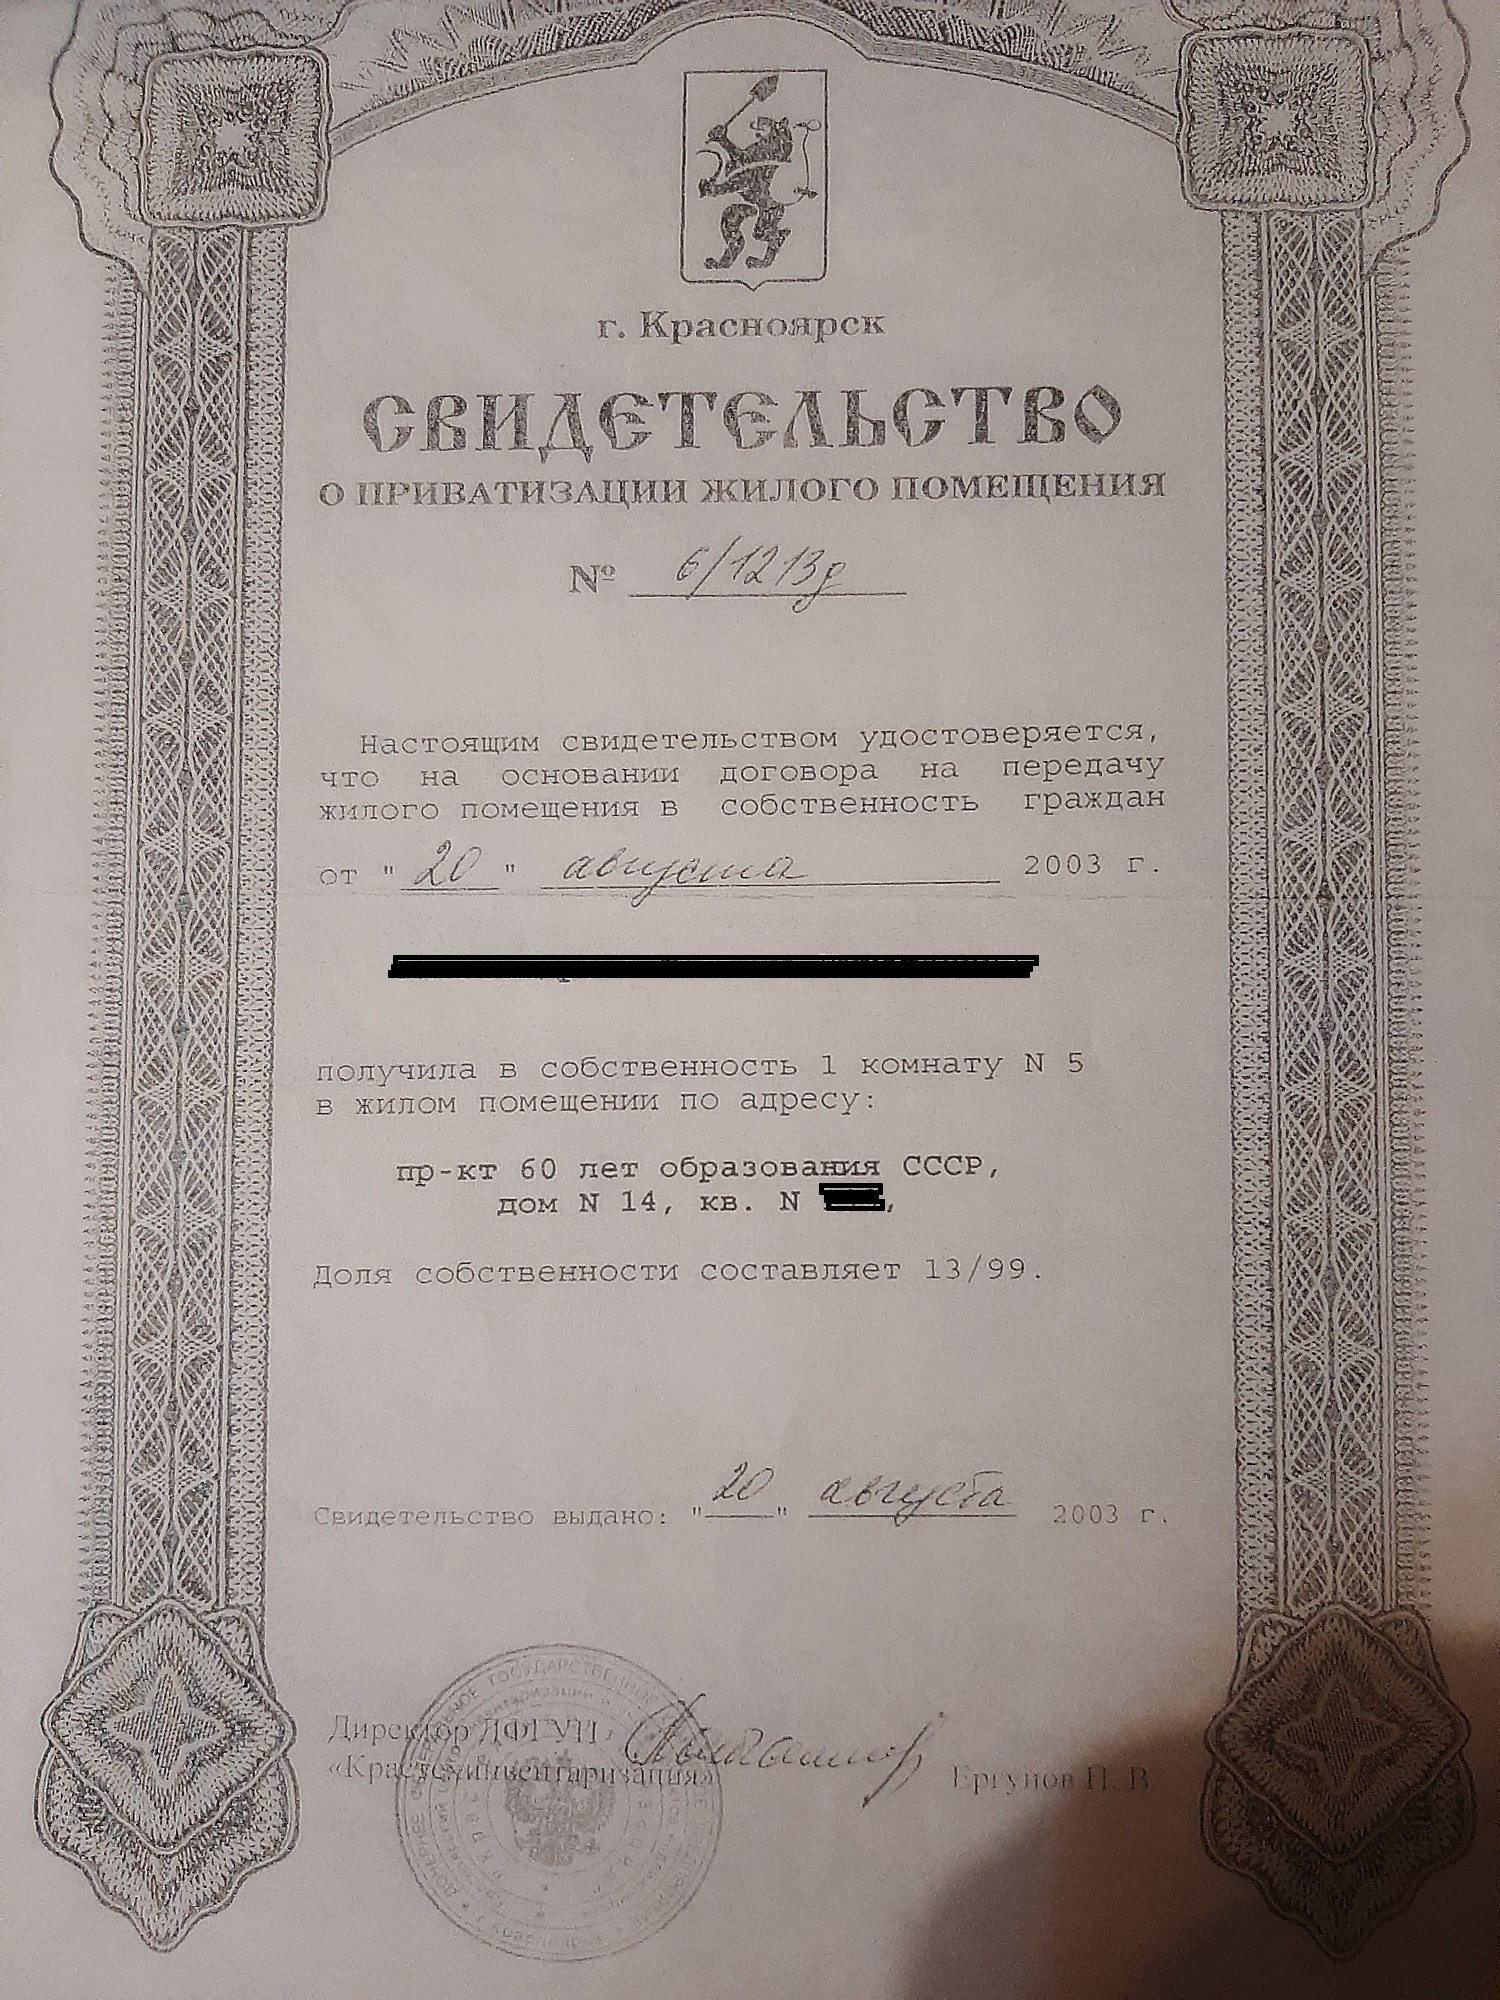 г. Красноярск
СВИДЕТЕЛЬСТВО
О ПРИВАТИЗАЦИИ ЖИЛОГО ПОМЕЩЕНИЯ
№ 6/1213д
Настоящим свидетельством удостоверяется,
что на основании договора на передачу
жилого помещения в собственность граждан
от "20" августа 2003 г.
получила в собственность 1 комнату N 5
в жилом помещении по адресу:
пр-кт 60 лет образования СССР,
дом N 14, кв. N ,
Доля собственности составляет 13/99.
Свидетельство выдано: "20" августа 2003 г.
Директор ДФГУП
«Крастехинвентаризация»
Ергунов Н. В